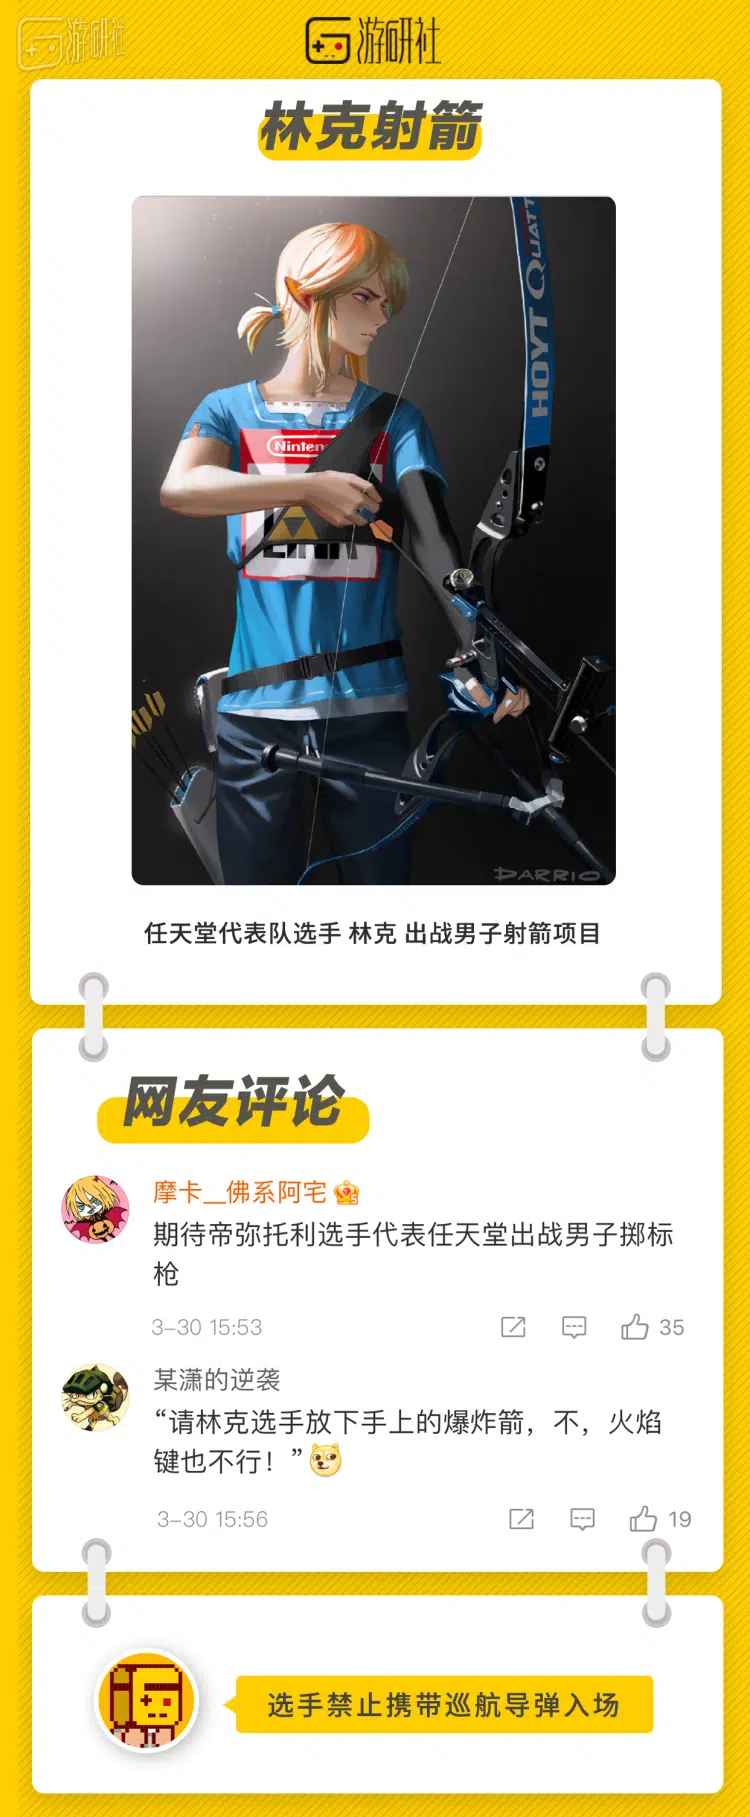 游研社
游研社
林克射箭
HOYT QUATT
Ninten
LINK
DARRIO
任天堂代表队选手 林克 出战男子射箭项目
网友评论
摩卡__佛系阿宅
期待帝弥托利选手代表任天堂出战男子掷标
枪
3-30 15:53
35
某潇的逆袭
“请林克选手放下手上的爆炸箭，不，火焰
键也不行！”
3-30 15:56
19
选手禁止携带巡航导弹入场